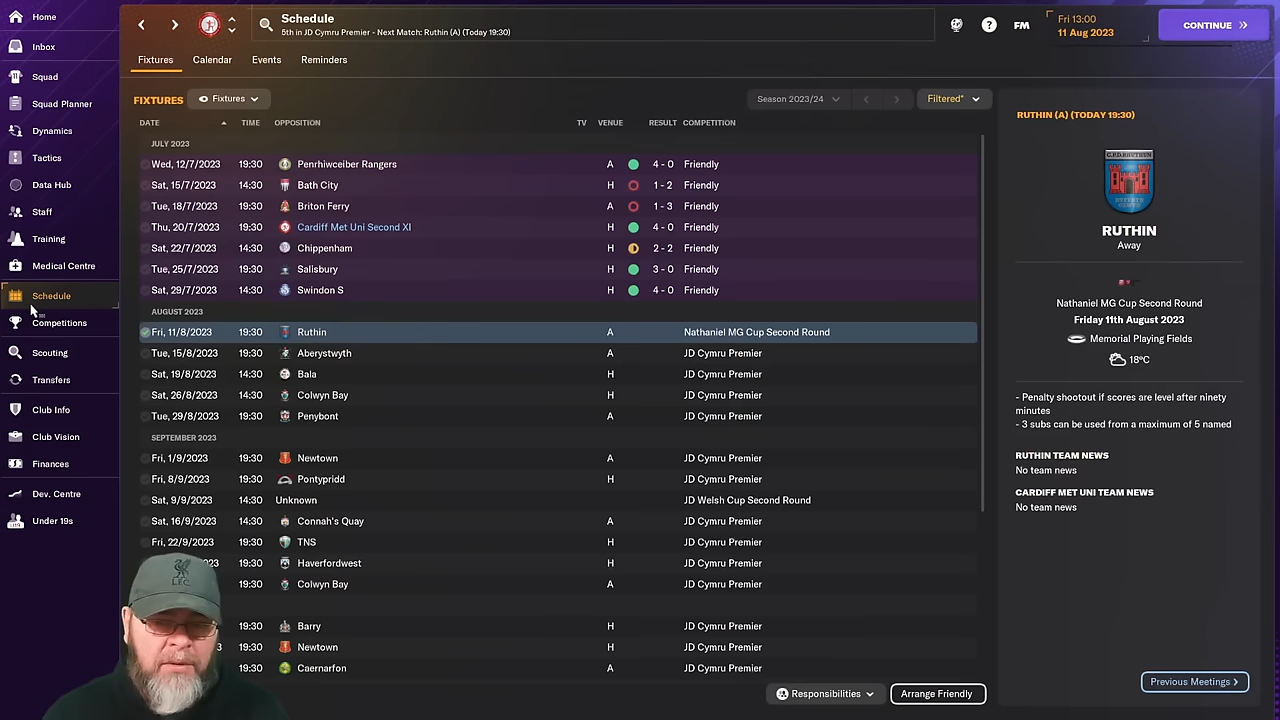 Home
Inbox
Squad
Squad Planner
Dynamics
Tactics
Data Hub
Staff
Training
Medical Centre
Schedule
Competitions
Scouting
Transfers
Club Info
Club Vision
Finances
Dev. Centre
Under 19s
Schedule
5th in JD Cymru Premier - Next Match: Ruthin (A) (Today 19:30)
FM
Fri 13:00
11 Aug 2023
CONTINUE
Fixtures Calendar Events Reminders
FIXTURES Fixtures Season 2023/24 Filtered*
DATE TIME OPPOSITION TV VENUE RESULT COMPETITION
JULY 2023
Wed, 12/7/2023 19:30 Penrhiwceiber Rangers A 4 - 0 Friendly
Sat, 15/7/2023 14:30 Bath City H 1 - 2 Friendly
Tue, 18/7/2023 19:30 Briton Ferry A 1 - 3 Friendly
Thu, 20/7/2023 19:30 Cardiff Met Uni Second XI H 4 - 0 Friendly
Sat, 22/7/2023 14:30 Chippenham H 2 - 2 Friendly
Tue, 25/7/2023 19:30 Salisbury H 3 - 0 Friendly
Sat, 29/7/2023 14:30 Swindon S H 4 - 0 Friendly
AUGUST 2023
Fri, 11/8/2023 19:30 Ruthin A Nathaniel MG Cup Second Round
Tue, 15/8/2023 19:30 Aberystwyth A JD Cymru Premier
Sat, 19/8/2023 14:30 Bala H JD Cymru Premier
Sat, 26/8/2023 14:30 Colwyn Bay H JD Cymru Premier
Tue, 29/8/2023 19:30 Penybont A JD Cymru Premier
SEPTEMBER 2023
Fri, 1/9/2023 19:30 Newtown A JD Cymru Premier
Fri, 8/9/2023 19:30 Pontypridd H JD Cymru Premier
Sat, 9/9/2023 14:30 Unknown JD Welsh Cup Second Round
Sat, 16/9/2023 14:30 Connah's Quay A JD Cymru Premier
Fri, 22/9/2023 19:30 TNS H JD Cymru Premier
19:30 Haverfordwest H JD Cymru Premier
19:30 Colwyn Bay A JD Cymru Premier
19:30 Barry H JD Cymru Premier
3 19:30 Newtown H JD Cymru Premier
19:30 Caernarfon A JD Cymru Premier
Responsibilities Arrange Friendly
RUTHIN (A) (TODAY 19:30)
RUTHIN
Away
Nathaniel MG Cup Second Round
Friday 11th August 2023
Memorial Playing Fields
18°C
- Penalty shootout if scores are level after ninety
minutes
- 3 subs can be used from a maximum of 5 named
RUTHIN TEAM NEWS
No team news
CARDIFF MET UNI TEAM NEWS
No team news
Previous Meetings